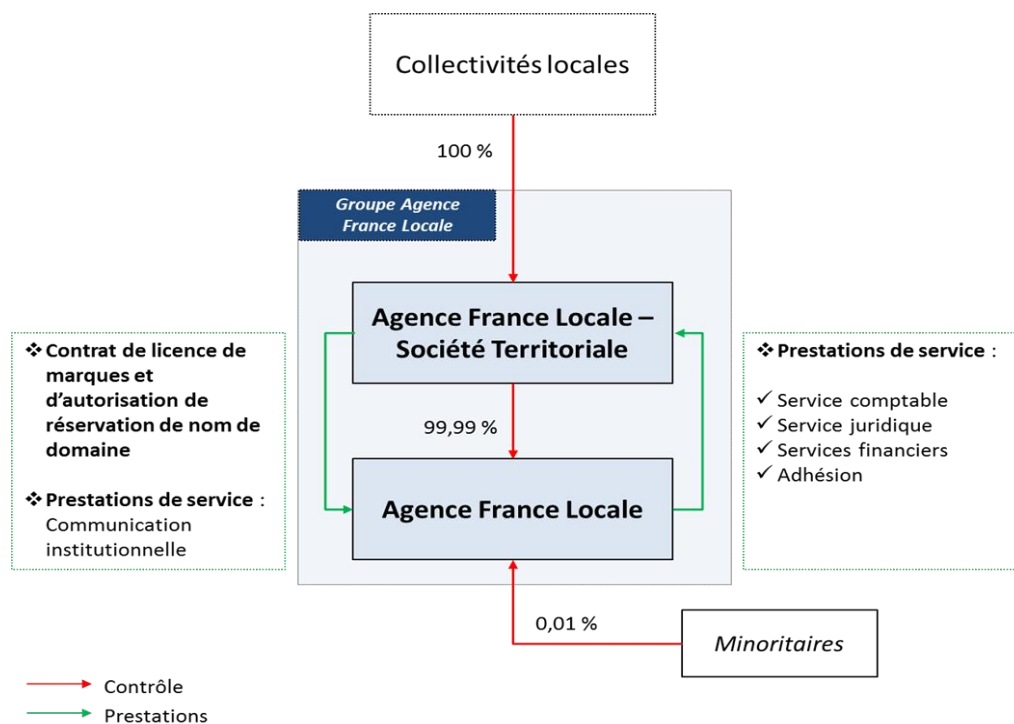 Collectivités locales
100 %
Groupe Agence
France Locale
Agence France Locale –
Société Territoriale
❖ Contrat de licence de
marques et
d’autorisation de
réservation de nom de
domaine
❖ Prestations de service :
Communication
institutionnelle
99,99 %
Agence France Locale
❖ Prestations de service :
✓ Service comptable
✓ Service juridique
✓ Services financiers
✓ Adhésion
0,01 %
Minoritaires
Contrôle
Prestations